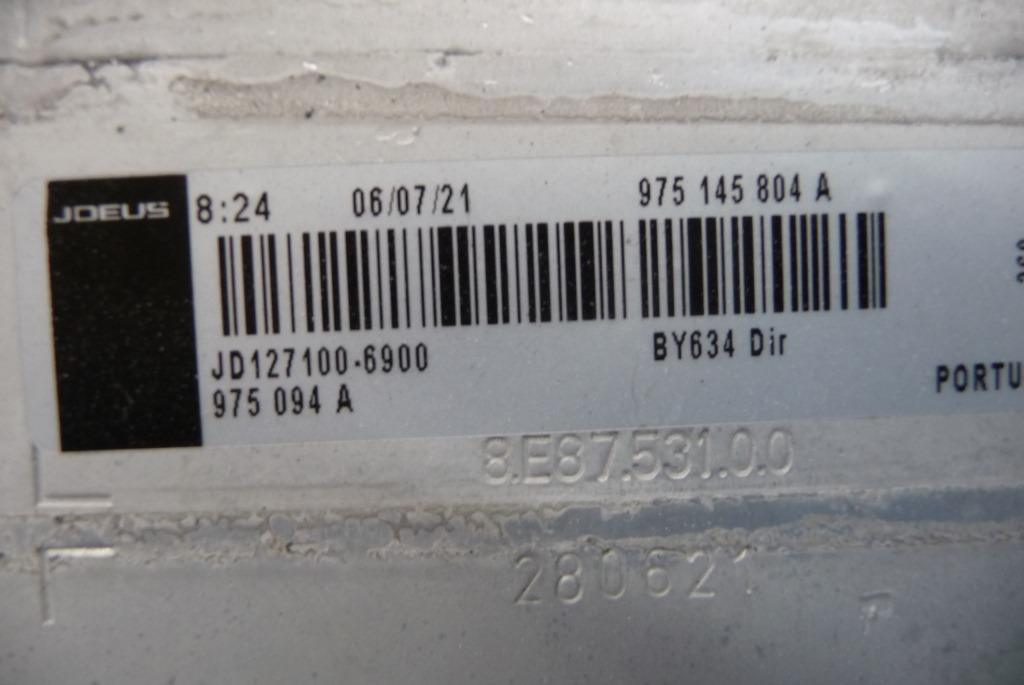 JDEUS 8:24 06/07/21 975 145 804 A
JD127100-6900 BY634 Dir
975 094 A PORTU
8.E87.531.0.0
280621